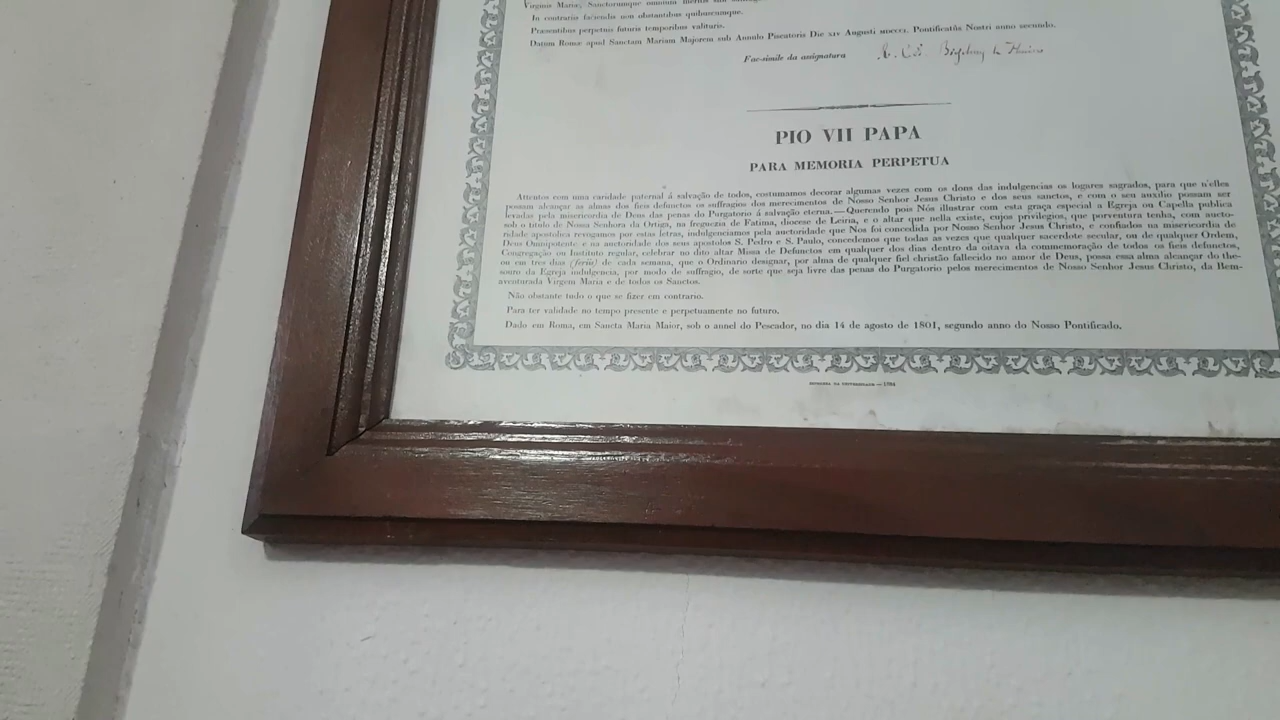 Virginis Mariæ, Sanctorumque omnium meritis
In contrariis faciendo non obstantibus quibuscumque.
Præsentibus perpetuis futuris temporibus valituris.
Datum Romæ apud Sanctam Mariam Majorem sub Annulo Piscatoris Die XIV Augusti MDCCCI. Pontificatûs Nostri anno secundo.
Fac-simile da assignatura
PIO VII PAPA
PARA MEMORIA PERPETUA
Attentos com uma caridade paternal á salvação de todos, costumamos decorar algumas vezes com os dons das indulgencias os logares sagrados, para que n'elles
possam alcançar as almas dos fieis defunctos os suffragios dos merecimentos de Nosso Senhor Jesus Christo e dos seus sanctos, e com o seu auxilio possam ser
levadas pela misericordia de Deus das penas do Purgatorio á salvação eterna.—Querendo pois Nós illustrar com esta graça especial a Egreja ou Capella publica
sob o titulo de Nossa Senhora da Ortiga, na freguezia de Fatima, diocese de Leiria, e o altar que nella existe, cujos privilegios, que porventura tenha, com aucto-
ridade apostolica revogamos por estas letras, indulgenciamos pela auctoridade que Nos foi concedida por Nosso Senhor Jesus Christo, e confiados na misericordia de
Deus Omnipotente e na auctoridade dos seus apostolos S. Pedro e S. Paulo, concedemos que todas as vezes que qualquer sacerdote secular, ou de qualquer Ordem,
Congregação ou Instituto regular, celebrar no dito altar Missa de Defunctos em qualquer dos dias dentro da oitava da commemoração de todos os fieis defunctos,
ou em tres dias (feriis) de cada semana, que o Ordinario designar, por alma de qualquer fiel christão fallecido no amor de Deus, possa essa alma alcançar do the-
souro da Egreja indulgencia, por modo de suffragio, de sorte que seja livre das penas do Purgatorio pelos merecimentos de Nosso Senhor Jesus Christo, da Bem-
aventurada Virgem Maria e de todos os Sanctos.
Não obstante tudo o que se fizer em contrario.
Para ter validade no tempo presente e perpetuamente no futuro.
Dado em Roma, em Sancta Maria Maior, sob o annel do Pescador, no dia 14 de agosto de 1801, segundo anno do Nosso Pontificado.
IMPRENSA DA UNIVERSIDADE—